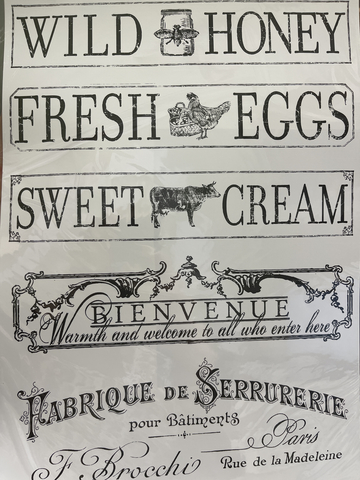 WILD HONEY
FRESH EGGS
SWEET CREAM
BIENVENUE
Warmth and welcome to all who enter here
FABRIQUE DE SERRURERIE
pour Bâtiments
Paris
F. Brocchi
Rue de la Madeleine